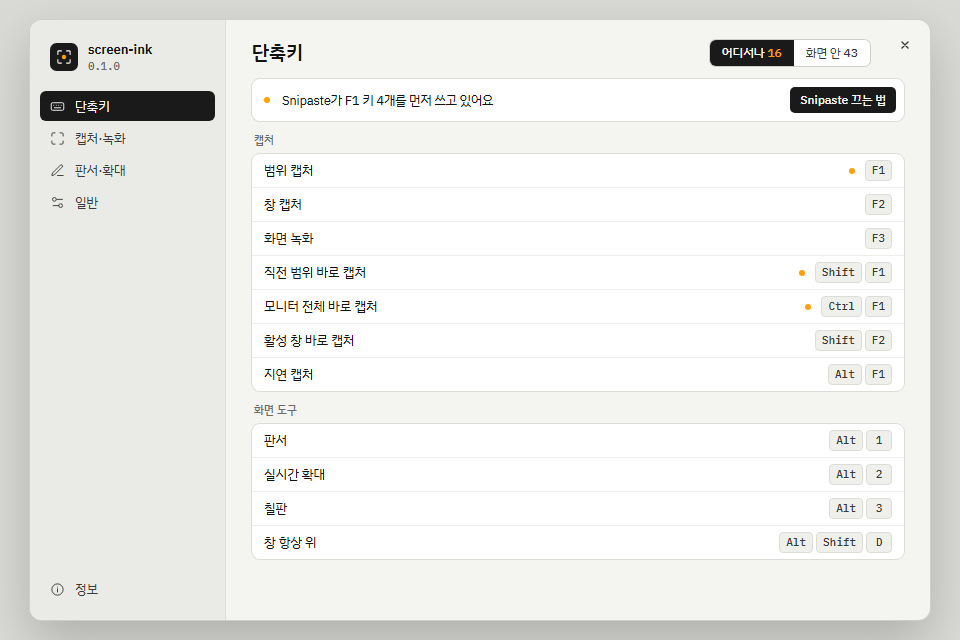 screen-ink
0.1.0
단축키
캡처·녹화
판서·확대
일반
정보
단축키
어디서나 16
화면 안 43
Snipaste가 F1 키 4개를 먼저 쓰고 있어요
Snipaste 끄는 법
캡처
범위 캡처 F1
창 캡처 F2
화면 녹화 F3
직전 범위 바로 캡처 Shift F1
모니터 전체 바로 캡처 Ctrl F1
활성 창 바로 캡처 Shift F2
지연 캡처 Alt F1
화면 도구
판서 Alt 1
실시간 확대 Alt 2
칠판 Alt 3
창 항상 위 Alt Shift D